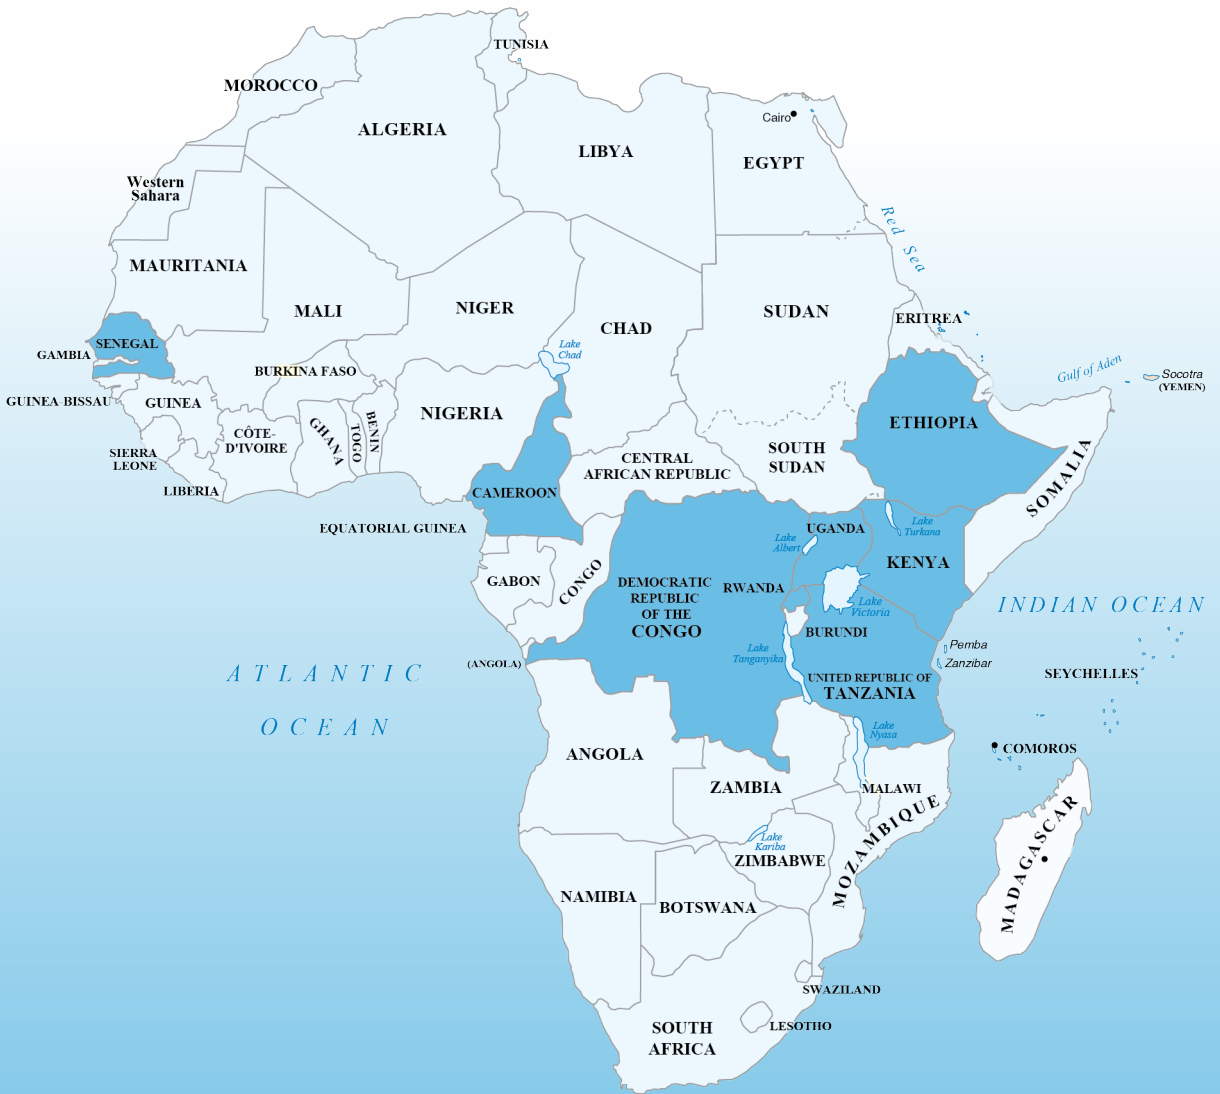 TUNISIA
MOROCCO
Cairo
ALGERIA
LIBYA
EGYPT
Western
Sahara
Red Sea
MAURITANIA
NIGER
MALI
SUDAN
ERITREA
CHAD
SENEGAL
Lake
Chad
GAMBIA
Gulf of Aden
BURKINA FASO
Socotra
(YEMEN)
GUINEA-BISSAU
GUINEA
NIGERIA
ETHIOPIA
BENIN
GHANA
TOGO
CÔTE-
D'IVOIRE
SIERRA
LEONE
SOUTH
SUDAN
CENTRAL
AFRICAN REPUBLIC
SOMALIA
LIBERIA
CAMEROON
EQUATORIAL GUINEA
UGANDA
Lake
Turkana
Lake
Albert
KENYA
GABON
CONGO
DEMOCRATIC
REPUBLIC
OF THE
CONGO
RWANDA
Lake
Victoria
INDIAN OCEAN
BURUNDI
Lake
Tanganyika
Pemba
Zanzibar
(ANGOLA)
ATLANTIC
OCEAN
SEYCHELLES
UNITED REPUBLIC OF
TANZANIA
Lake
Nyasa
COMOROS
ANGOLA
ZAMBIA
MALAWI
MOZAMBIQUE
MADAGASCAR
Lake
Kariba
ZIMBABWE
NAMIBIA
BOTSWANA
SWAZILAND
SOUTH
AFRICA
LESOTHO